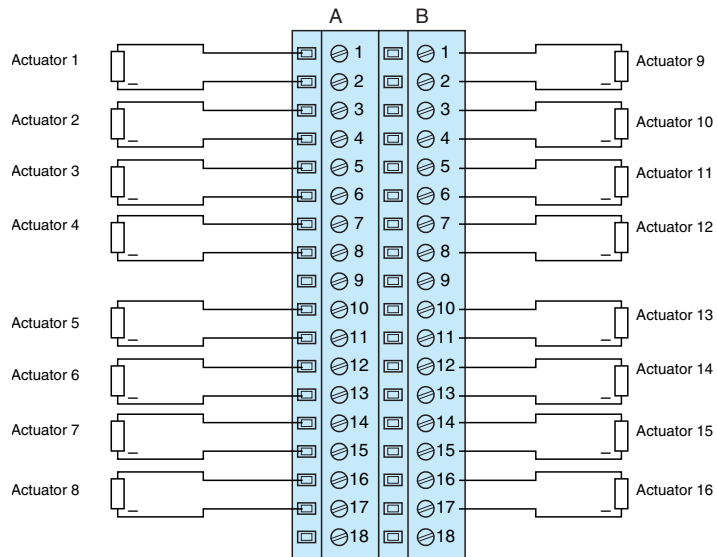 A B
Actuator 1 1 1 Actuator 9
2 2
Actuator 2 3 3 Actuator 10
4 4
Actuator 3 5 5 Actuator 11
6 6
Actuator 4 7 7 Actuator 12
8 8
9 9
Actuator 5 10 10 Actuator 13
11 11
Actuator 6 12 12 Actuator 14
13 13
Actuator 7 14 14 Actuator 15
15 15
Actuator 8 16 16 Actuator 16
17 17
18 18